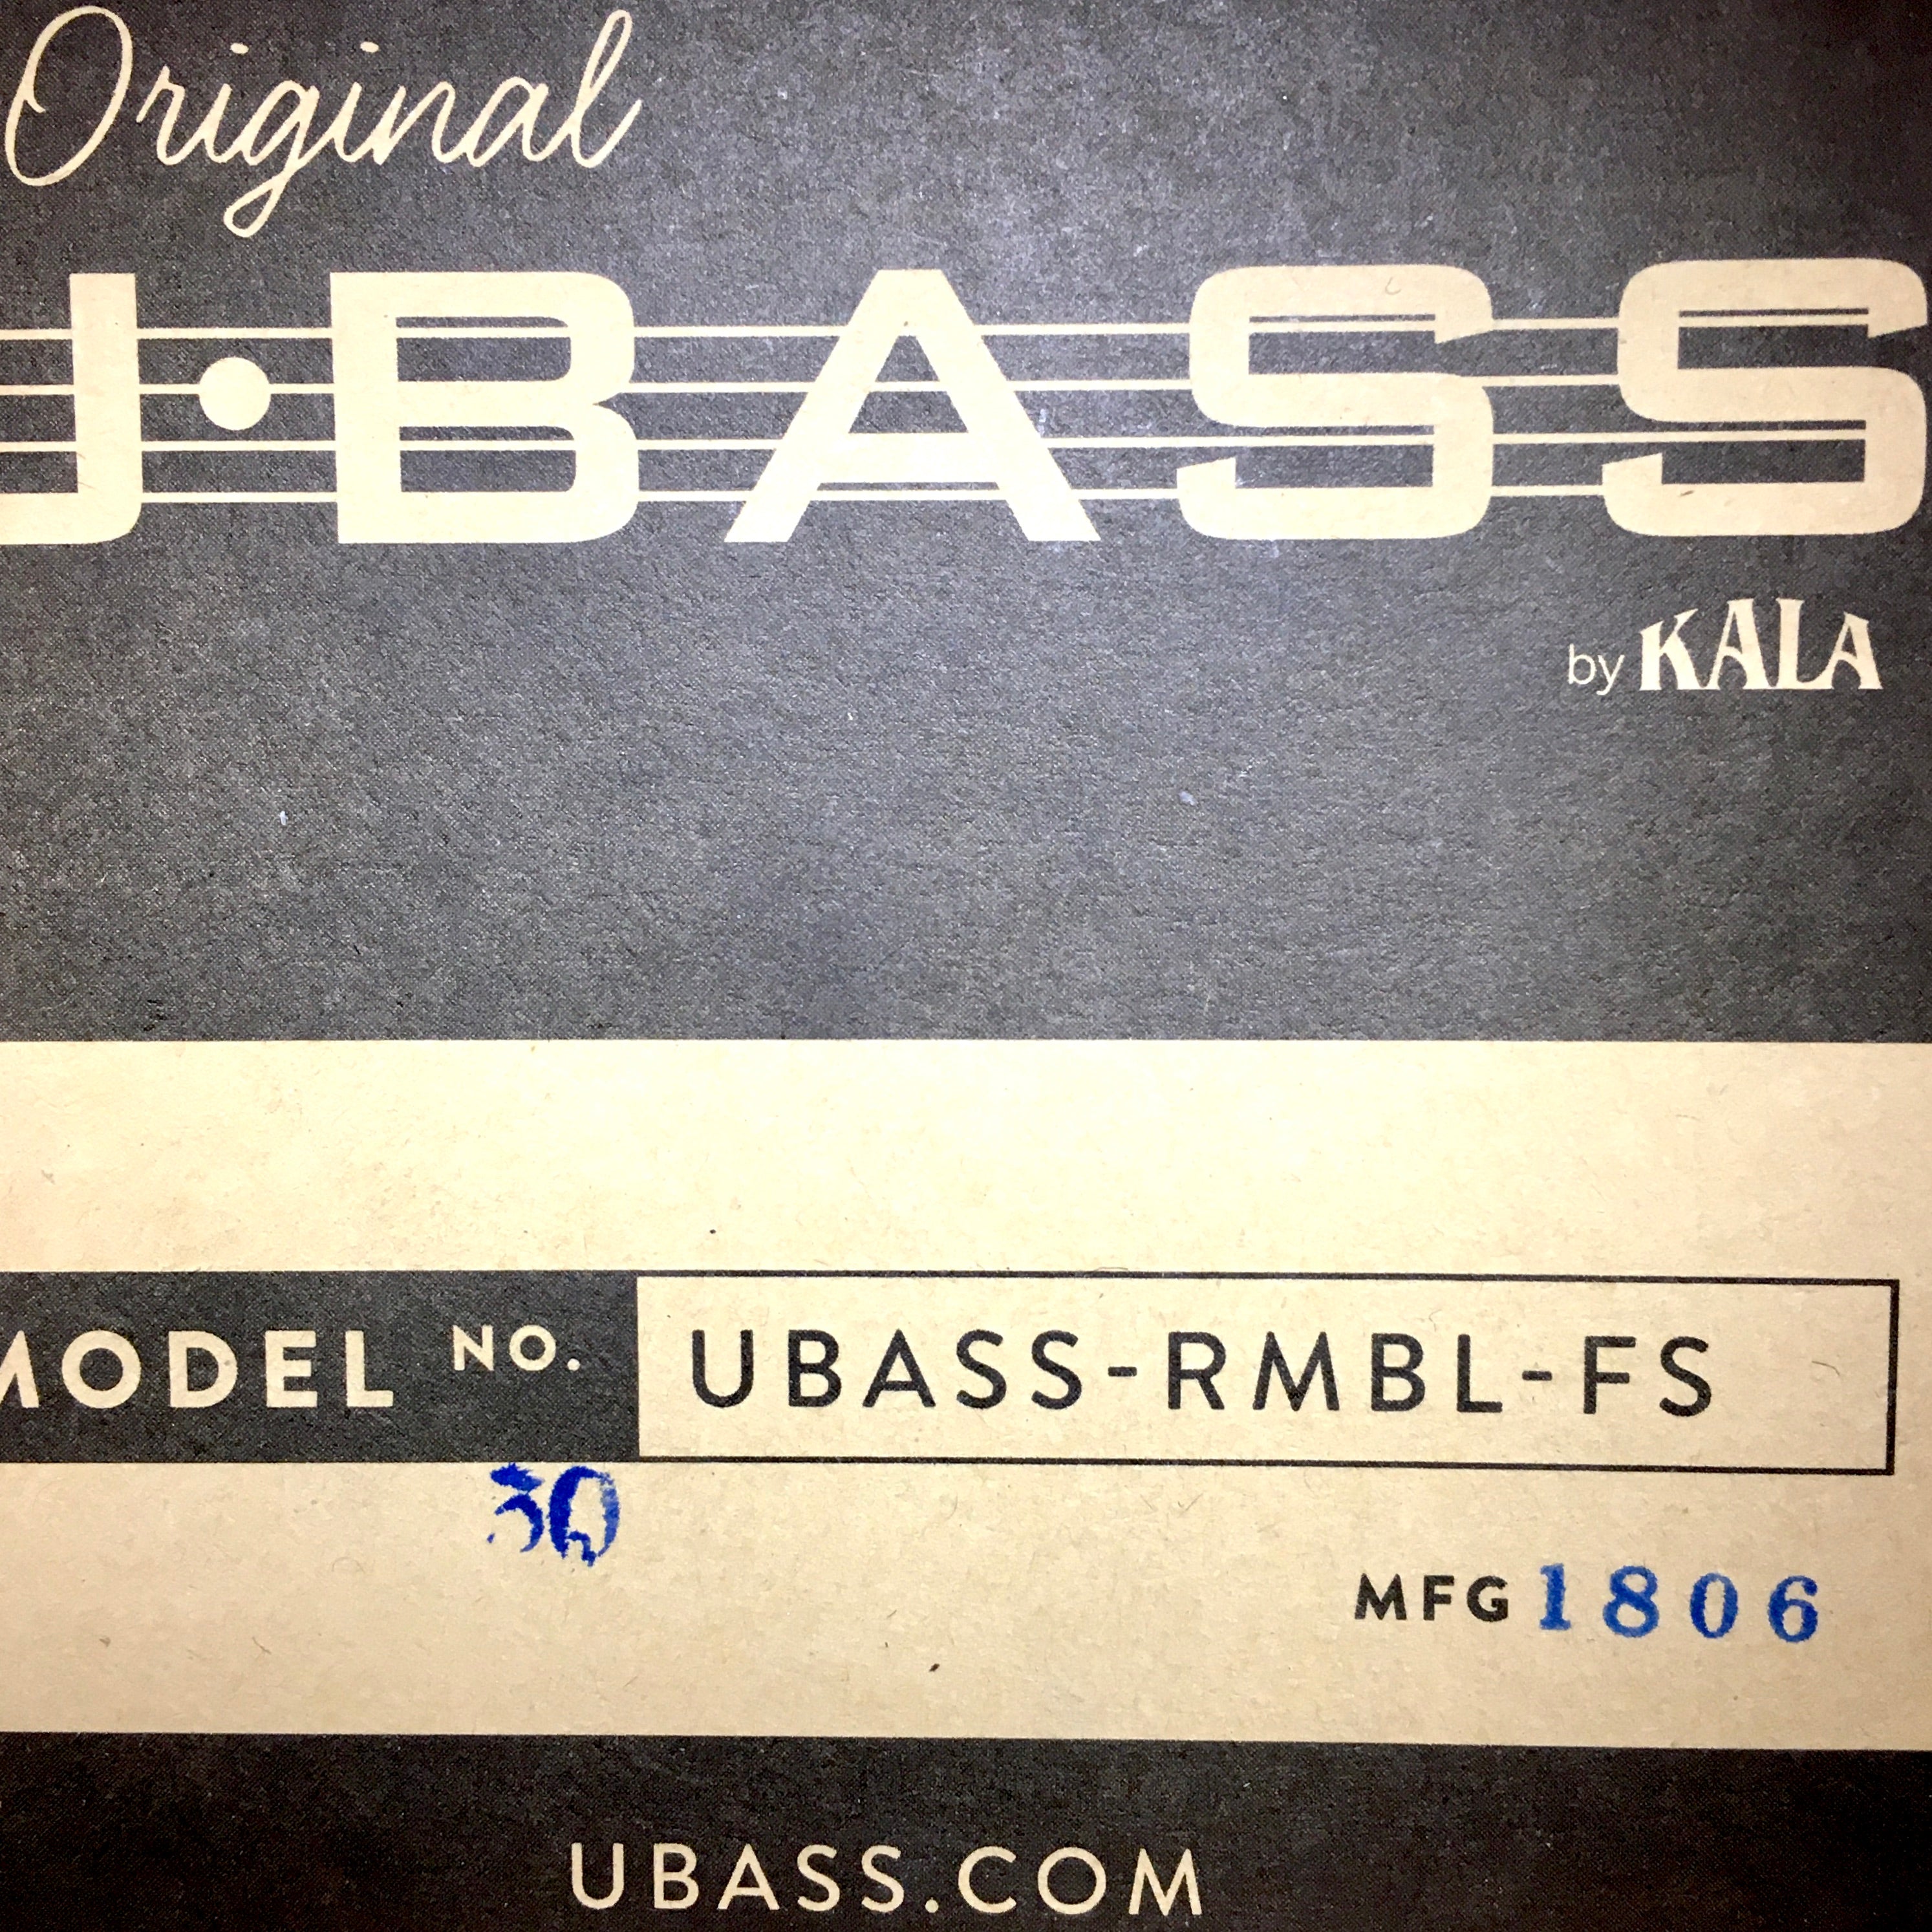 Original
U•BASS
by KALA
MODEL NO. UBASS-RMBL-FS
30
MFG 1806
UBASS.COM